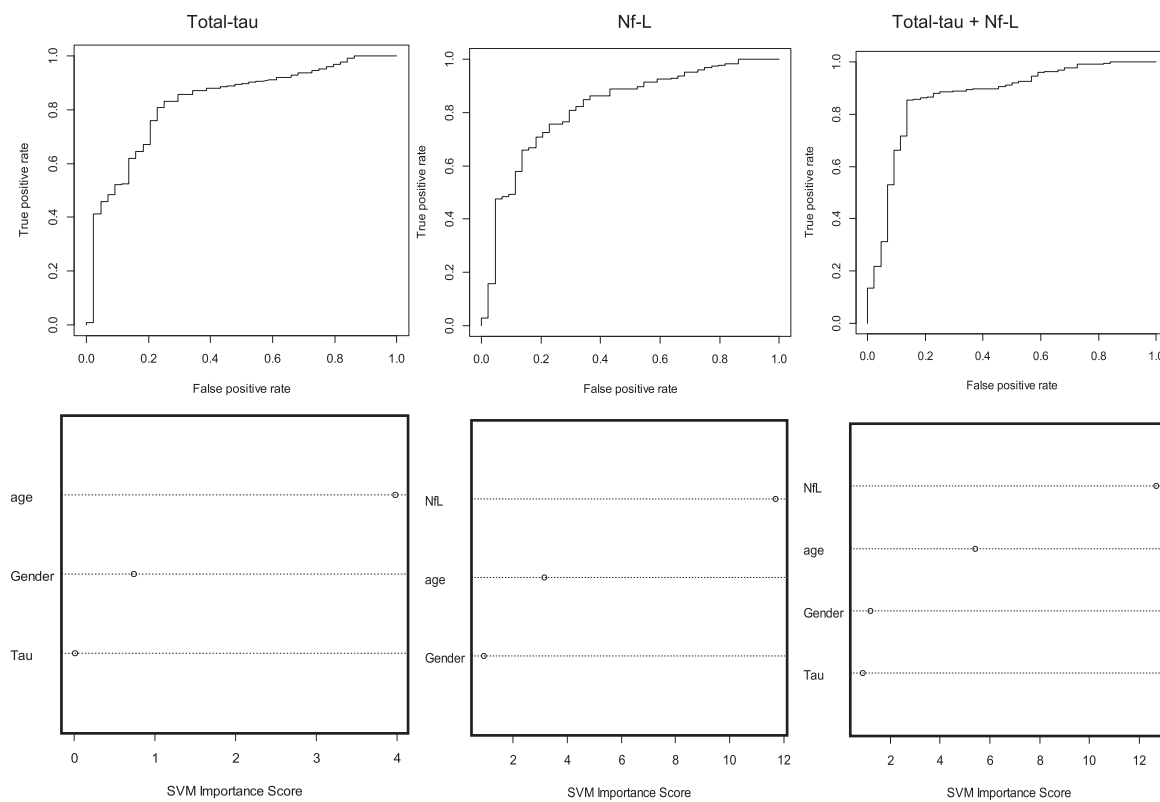 Total-tau
Nf-L
Total-tau + Nf-L
True positive rate
1.0
0.8
0.6
0.4
0.2
0.0
0.0 0.2 0.4 0.6 0.8 1.0
False positive rate
True positive rate
1.0
0.8
0.6
0.4
0.2
0.0
0.0 0.2 0.4 0.6 0.8 1.0
False positive rate
True positive rate
1.0
0.8
0.6
0.4
0.2
0.0
0.0 0.2 0.4 0.6 0.8 1.0
False positive rate
age
Gender
Tau
0 1 2 3 4
SVM Importance Score
NfL
age
Gender
2 4 6 8 10 12
SVM Importance Score
NfL
age
Gender
Tau
2 4 6 8 10 12
SVM Importance Score